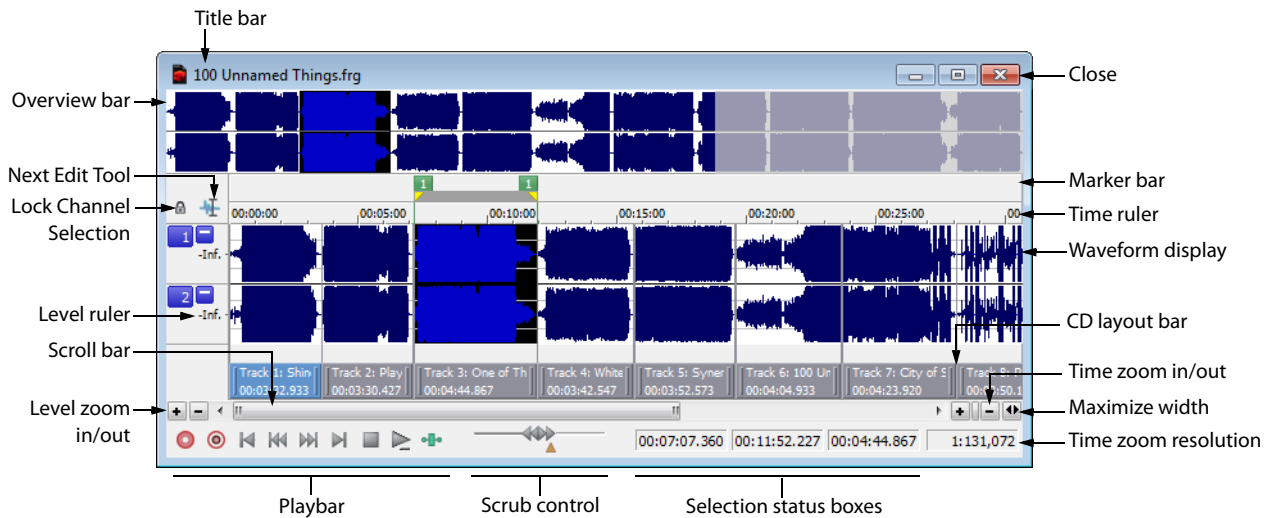 Title bar
100 Unnamed Things.frg
Close
Overview bar
Next Edit Tool
Marker bar
1 1
Lock Channel
Selection
00:00:00 00:05:00 00:10:00 00:15:00 00:20:00 00:25:00 00
Time ruler
1
-Inf.
Waveform display
2
-Inf.
Level ruler
CD layout bar
Scroll bar
Track 1: Shin Track 2: Play Track 3: One of Th Track 4: White Track 5: Syner Track 6: 100 Un Track 7: City of S Track 8:
00:03:32.933 00:03:30.427 00:04:44.867 00:03:42.547 00:03:52.573 00:04:04.933 00:04:23.920
Time zoom in/out
Level zoom
in/out
Maximize width
00:07:07.360 00:11:52.227 00:04:44.867 1:131,072
Time zoom resolution
Playbar
Scrub control
Selection status boxes